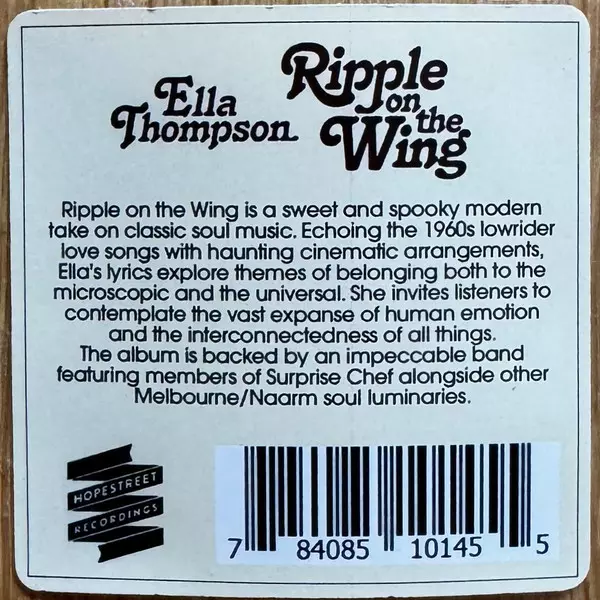 Ella
Thompson
Ripple
on
the
Wing
Ripple on the Wing is a sweet and spooky modern
take on classic soul music. Echoing the 1960s lowrider
love songs with haunting cinematic arrangements,
Ella's lyrics explore themes of belonging both to the
microscopic and the universal. She invites listeners to
contemplate the vast expanse of human emotion
and the interconnectedness of all things.
The album is backed by an impeccable band
featuring members of Surprise Chef alongside other
Melbourne/Naarm soul luminaries.
HOPESTREET
RECORDINGS
7 84085 10145 5